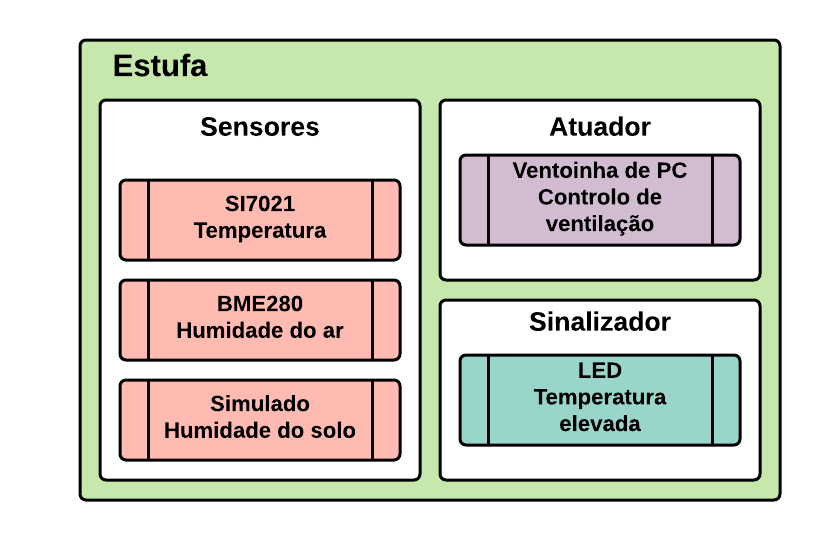 Estufa
Sensores
SI7021
Temperatura
BME280
Humidade do ar
Simulado
Humidade do solo
Atuador
Ventoinha de PC
Controlo de
ventilação
Sinalizador
LED
Temperatura
elevada